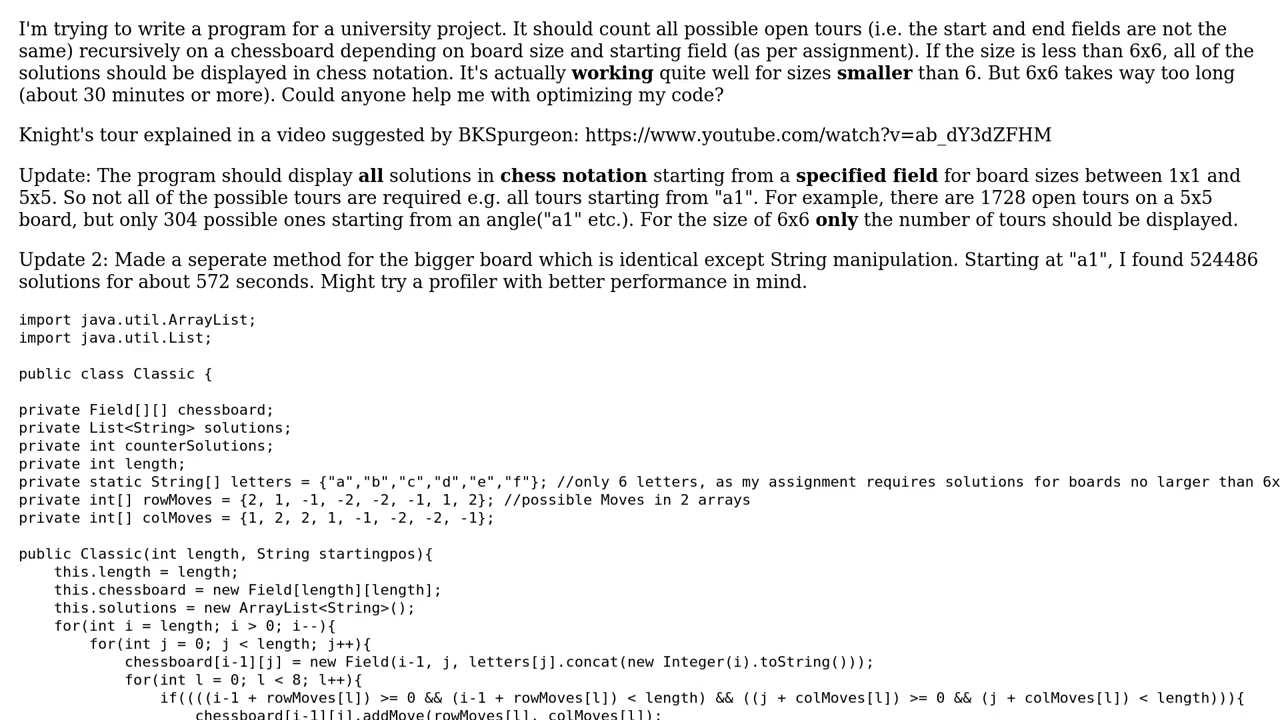 I'm trying to write a program for a university project. It should count all possible open tours (i.e. the start and end fields are not the
same) recursively on a chessboard depending on board size and starting field (as per assignment). If the size is less than 6x6, all of the
solutions should be displayed in chess notation. It's actually working quite well for sizes smaller than 6. But 6x6 takes way too long
(about 30 minutes or more). Could anyone help me with optimizing my code?
Knight's tour explained in a video suggested by BKSpurgeon: https://www.youtube.com/watch?v=ab_dY3dZFHM
Update: The program should display all solutions in chess notation starting from a specified field for board sizes between 1x1 and
5x5. So not all of the possible tours are required e.g. all tours starting from "a1". For example, there are 1728 open tours on a 5x5
board, but only 304 possible ones starting from an angle("a1" etc.). For the size of 6x6 only the number of tours should be displayed.
Update 2: Made a seperate method for the bigger board which is identical except String manipulation. Starting at "a1", I found 524486
solutions for about 572 seconds. Might try a profiler with better performance in mind.
import java.util.ArrayList;
import java.util.List;
public class Classic {
private Field[][] chessboard;
private List<String> solutions;
private int counterSolutions;
private int length;
private static String[] letters = {"a","b","c","d","e","f"}; //only 6 letters, as my assignment requires solutions for boards no larger than 6x
private int[] rowMoves = {2, 1, -1, -2, -2, -1, 1, 2}; //possible Moves in 2 arrays
private int[] colMoves = {1, 2, 2, 1, -1, -2, -2, -1};
public Classic(int length, String startingpos){
    this.length = length;
    this.chessboard = new Field[length][length];
    this.solutions = new ArrayList<String>();
    for(int i = length; i > 0; i--){
        for(int j = 0; j < length; j++){
            chessboard[i-1][j] = new Field(i-1, j, letters[j].concat(new Integer(i).toString()));
            for(int l = 0; l < 8; l++){
                if((((i-1 + rowMoves[l]) >= 0 && (i-1 + rowMoves[l]) < length) && ((j + colMoves[l]) >= 0 && (j + colMoves[l]) < length))){
                    chessboard[i-1][j].addMove(rowMoves[l], colMoves[l]);